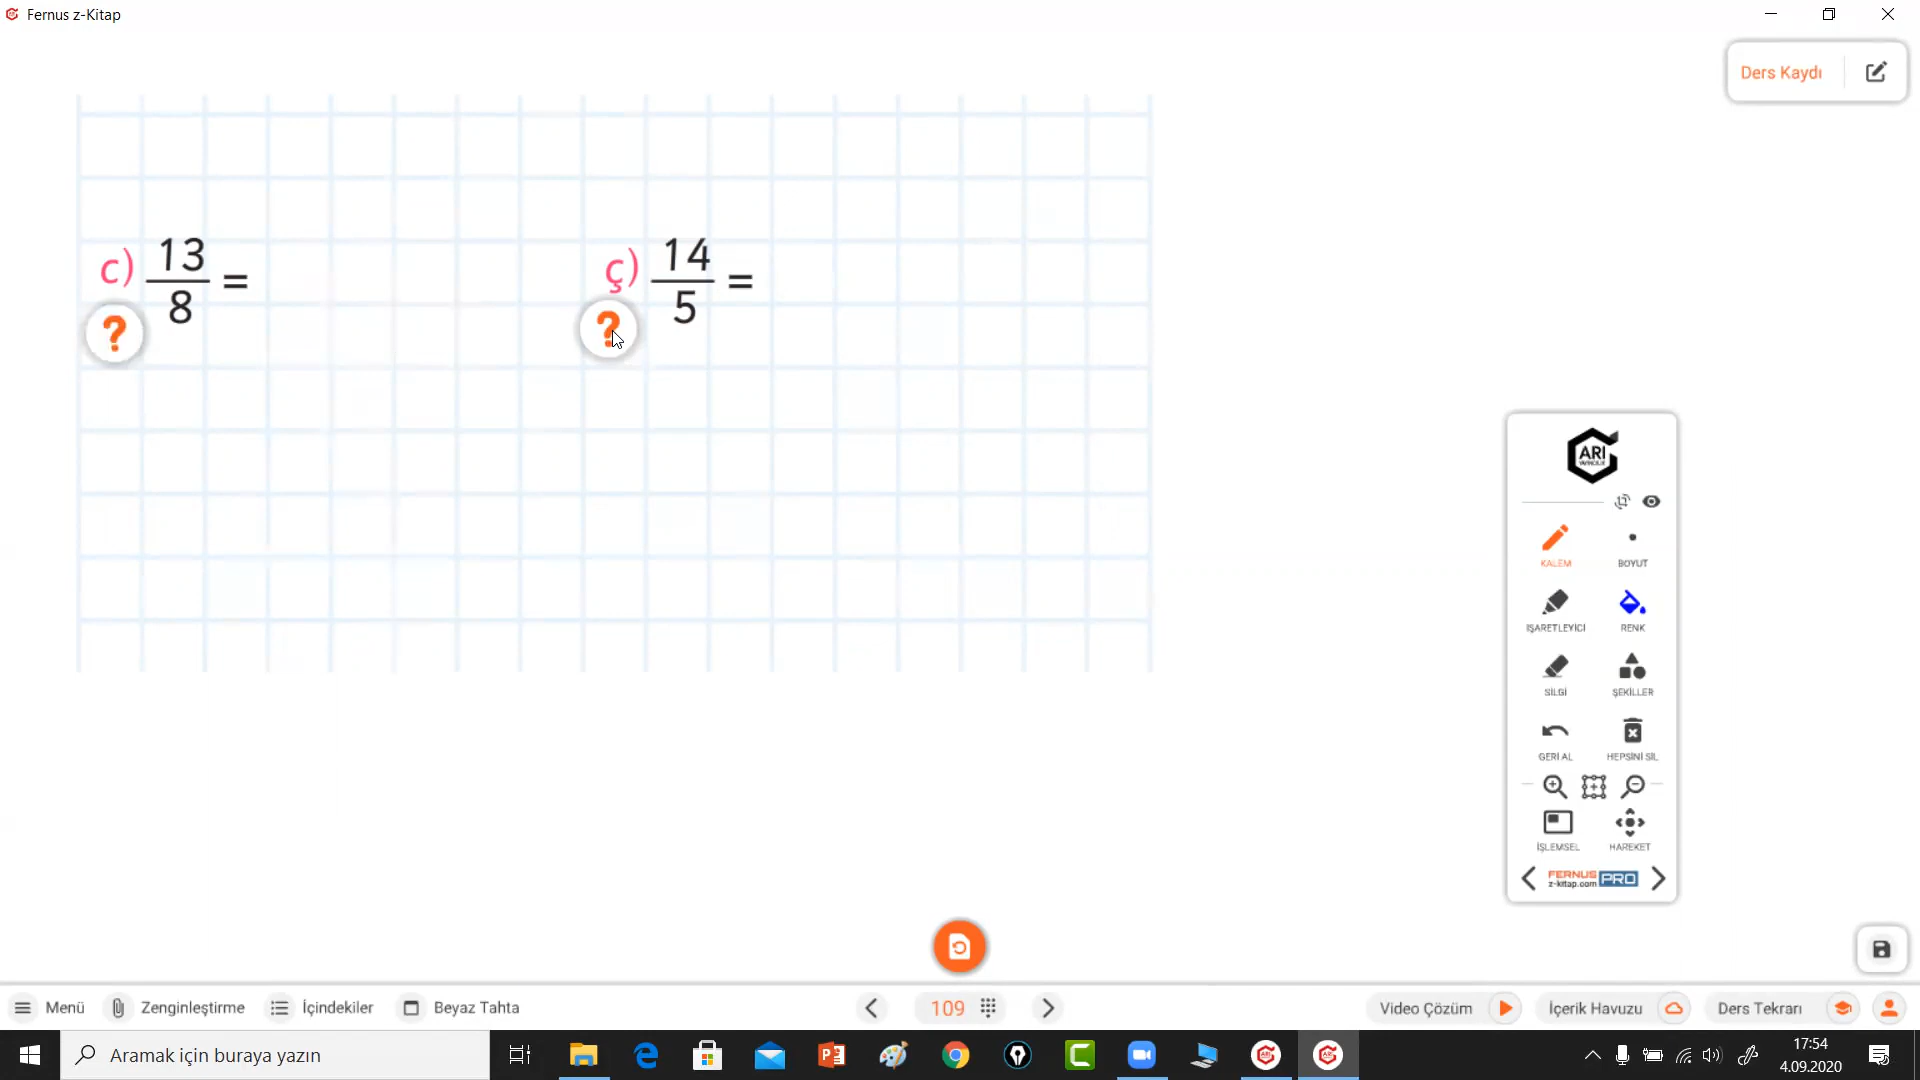 Fernus z-Kitap
Ders Kaydı
c) 13/8 =
?
ç) 14/5 =
?
ARI
YAYINCILIK
KALEM
BOYUT
İŞARETLEYİCİ
RENK
SİLGİ
ŞEKİLLER
GERİ AL
HEPSİNİ SİL
İŞLEMSEL
HAREKET
FERNUS
z-kitap.com
PRO
Menü
Zenginleştirme
İçindekiler
Beyaz Tahta
109
Video Çözüm
İçerik Havuzu
Ders Tekrarı
Aramak için buraya yazın
17:54
4.09.2020